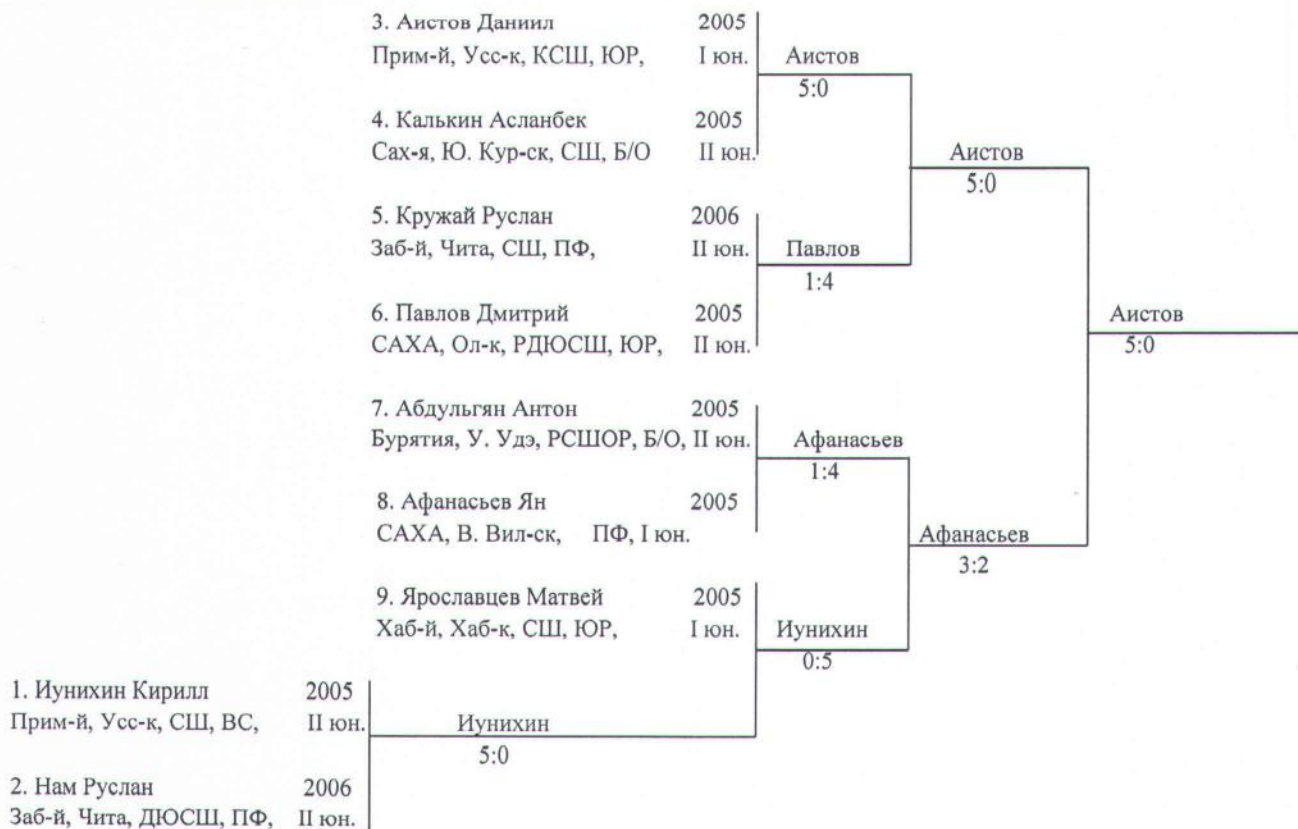 3. Аистов Даниил 2005
Прим-й, Усс-к, КСШ, ЮР, I юн. Аистов
5:0
4. Калькин Асланбек 2005
Сах-я, Ю. Кур-ск, СШ, Б/О II юн. Аистов
5:0
5. Кружай Руслан 2006
Заб-й, Чита, СШ, ПФ, II юн. Павлов
1:4
6. Павлов Дмитрий 2005 Аистов
САХА, Ол-к, РДЮСШ, ЮР, II юн. 5:0
7. Абдульгян Антон 2005
Бурятия, У. Удэ, РСШОР, Б/О, II юн. Афанасьев
1:4
8. Афанасьев Ян 2005
САХА, В. Вил-ск, ПФ, I юн. Афанасьев
3:2
9. Ярославцев Матвей 2005
Хаб-й, Хаб-к, СШ, ЮР, I юн. Иунихин
0:5
1. Иунихин Кирилл 2005
Прим-й, Усс-к, СШ, ВС, II юн. Иунихин
5:0
2. Нам Руслан 2006
Заб-й, Чита, ДЮСШ, ПФ, II юн.